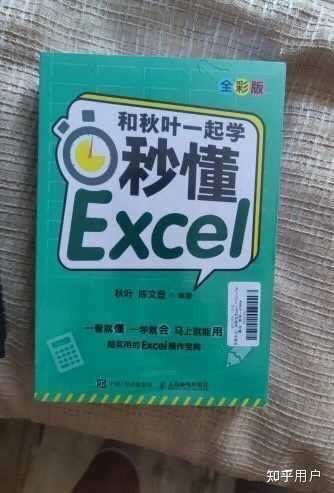 全彩版
和秋叶一起学
秒懂
Excel
秋叶 陈文登 编著
一看就懂 一学就会 马上就能用
超实用的Excel操作宝典
人民邮电出版社
知乎用户